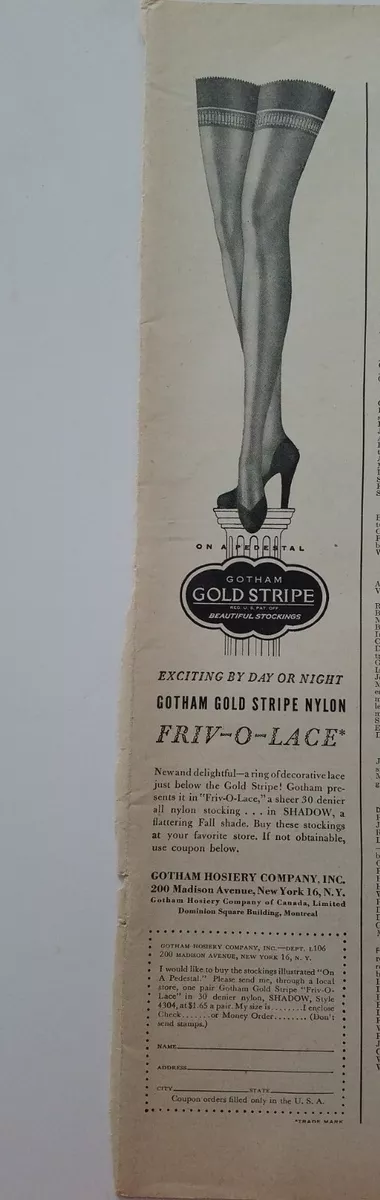 ON A PEDESTAL
GOTHAM
GOLD STRIPE
REG. U.S. PAT. OFF.
BEAUTIFUL STOCKINGS
EXCITING BY DAY OR NIGHT
GOTHAM GOLD STRIPE NYLON
FRIV-O-LACE*
New and delightful—a ring of decorative lace
just below the Gold Stripe! Gotham pre-
sents it in "Friv-O-Lace," a sheer 30 denier
all nylon stocking . . . in SHADOW, a
flattering Fall shade. Buy these stockings
at your favorite store. If not obtainable,
use coupon below.
GOTHAM HOSIERY COMPANY, INC.
200 Madison Avenue, New York 16, N.Y.
Gotham Hosiery Company of Canada, Limited
Dominion Square Building, Montreal
GOTHAM HOSIERY COMPANY, INC.—DEPT. L106
200 MADISON AVENUE, NEW YORK 16, N. Y.
I would like to buy the stockings illustrated "On
A Pedestal." Please send me, through a local
store, one pair Gotham Gold Stripe "Friv-O-
Lace" in 30 denier nylon, SHADOW, Style
4304, at $1.65 a pair. My size is........I enclose
Check.......or Money Order........(Don't
send stamps.)
NAME
ADDRESS
CITY STATE
Coupon orders filled only in the U. S. A.
*TRADE MARK